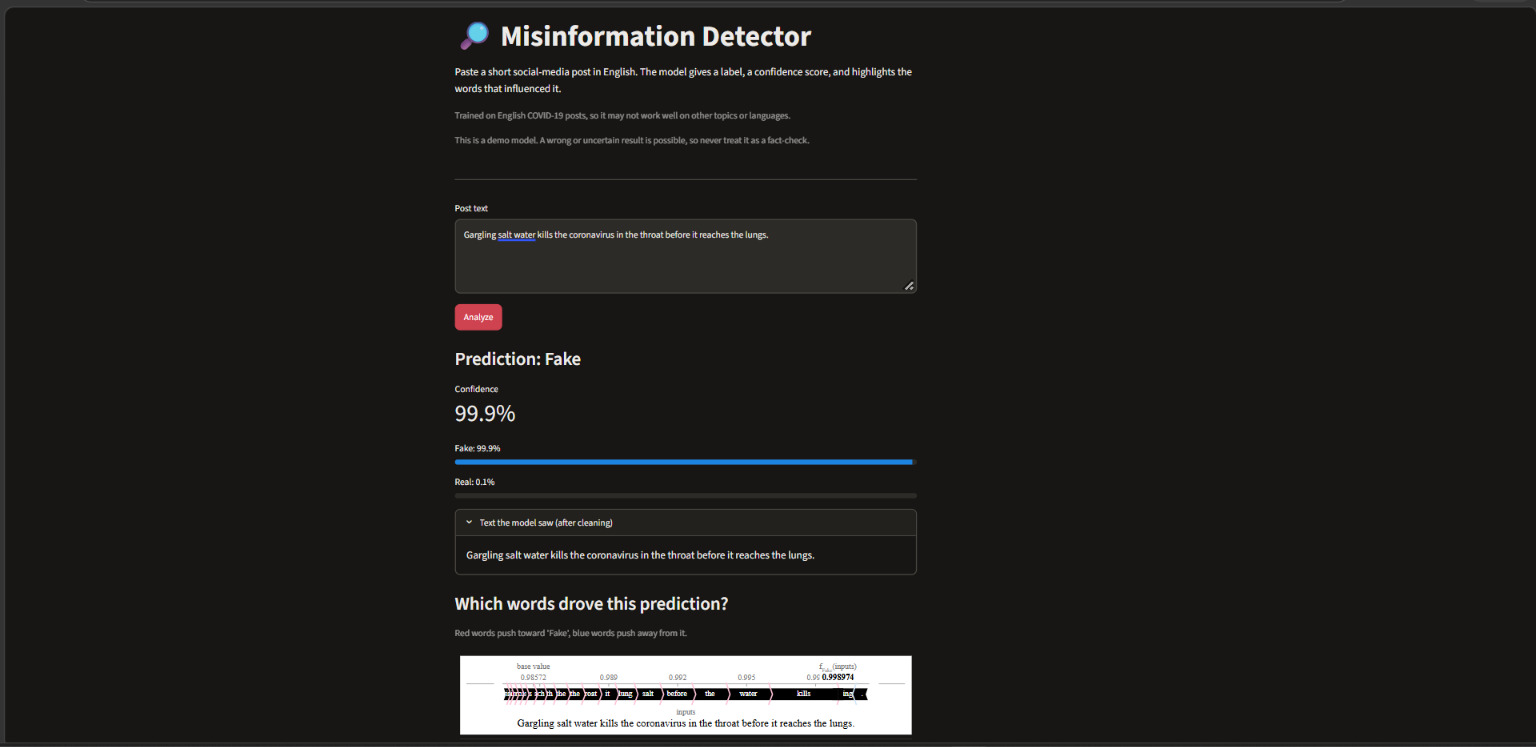 Misinformation Detector
Paste a short social-media post in English. The model gives a label, a confidence score, and highlights the
words that influenced it.
Trained on English COVID-19 posts, so it may not work well on other topics or languages.
This is a demo model. A wrong or uncertain result is possible, so never treat it as a fact-check.
Post text
Gargling salt water kills the coronavirus in the throat before it reaches the lungs.
Analyze
Prediction: Fake
Confidence
99.9%
Fake: 99.9%
Real: 0.1%
Text the model saw (after cleaning)
Gargling salt water kills the coronavirus in the throat before it reaches the lungs.
Which words drove this prediction?
Red words push toward 'Fake', blue words push away from it.
base value f (inputs)
0.98572 0.989 0.992 0.995 0.99 0.998974
the the roat it lung salt before the water kills ing .
inputs
Gargling salt water kills the coronavirus in the throat before it reaches the lungs.